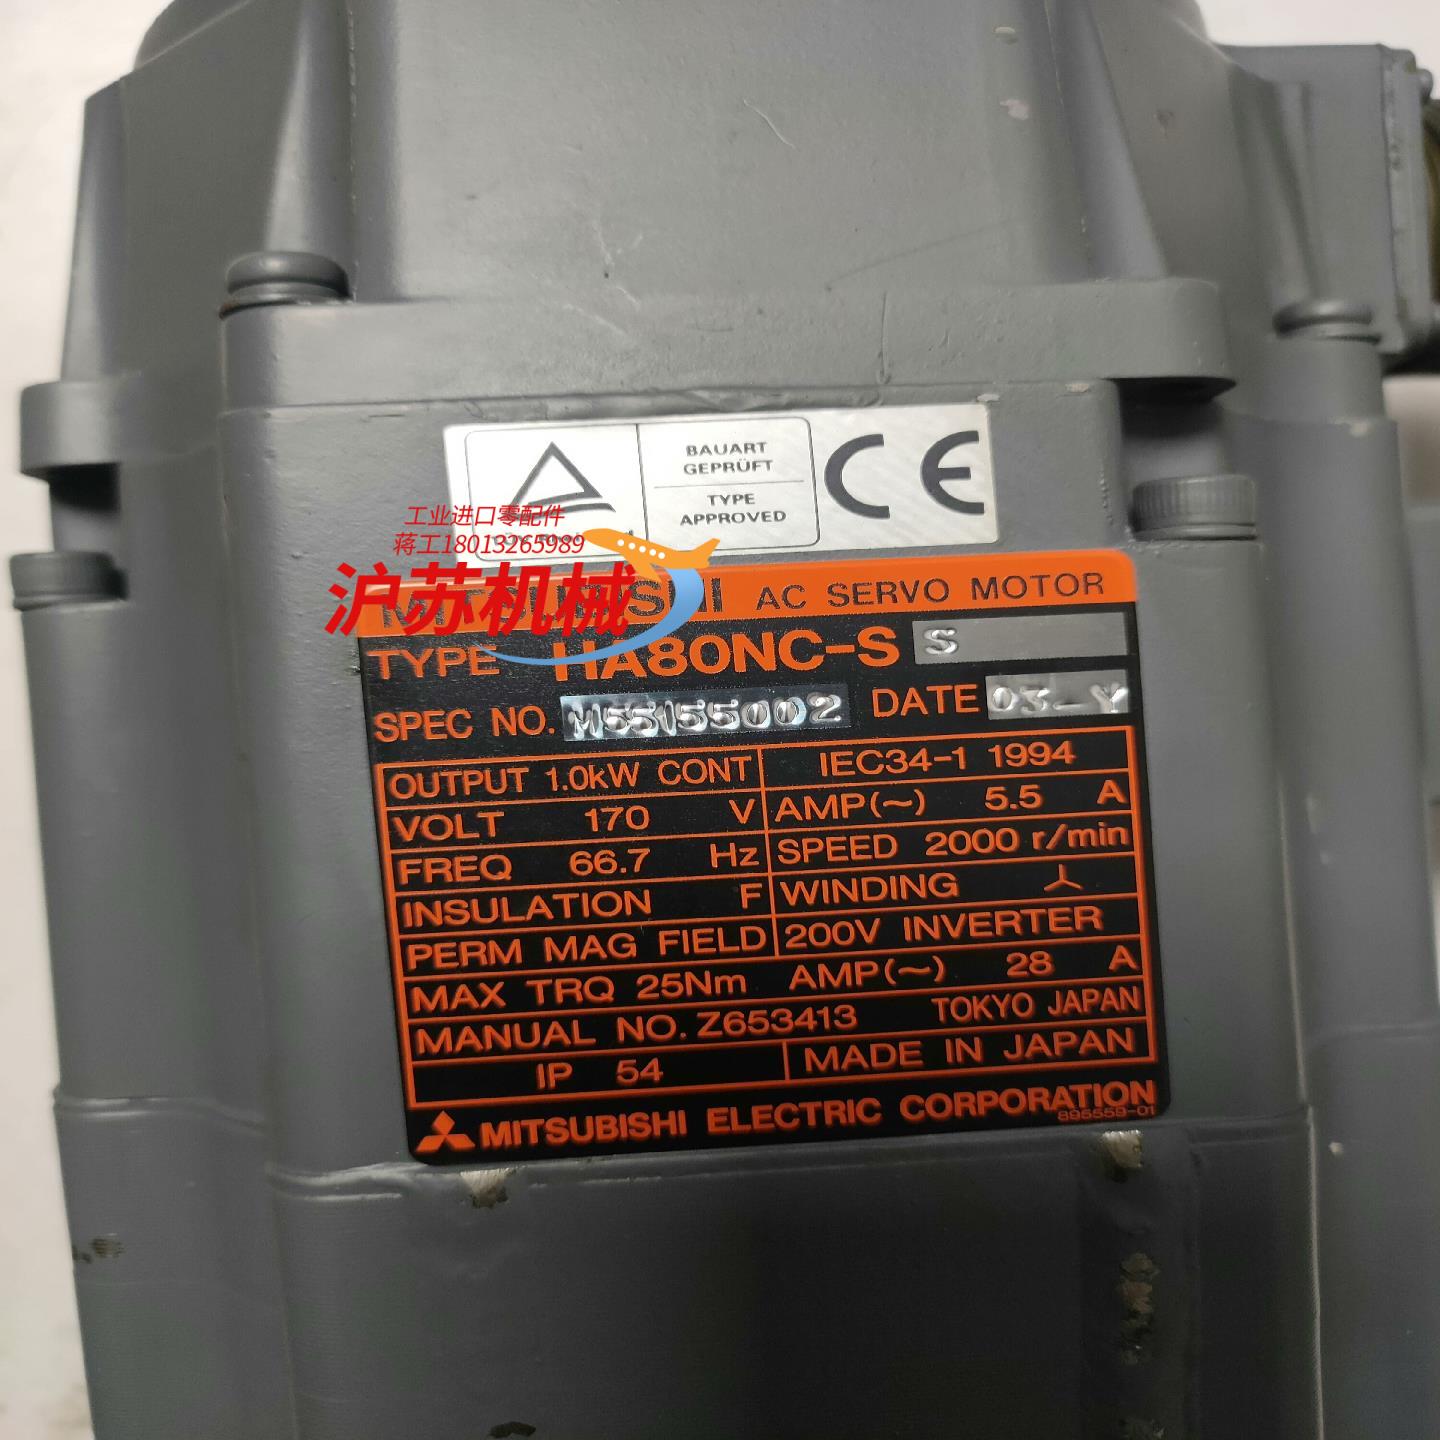 BAUART
GEPRÜFT
TYPE
APPROVED
CE
工业进口零配件
蒋工18013265989
沪苏机械
MITSUBISHI AC SERVO MOTOR
TYPE HA80NC-S S
SPEC NO. M55155002 DATE 03-Y
OUTPUT 1.0kW CONT IEC34-1 1994
VOLT 170 V AMP(~) 5.5 A
FREQ 66.7 Hz SPEED 2000 r/min
INSULATION F WINDING
PERM MAG FIELD 200V INVERTER
MAX TRQ 25Nm AMP(~) 28 A
MANUAL NO. Z653413 TOKYO JAPAN
IP 54 MADE IN JAPAN
MITSUBISHI ELECTRIC CORPORATION
895559-01